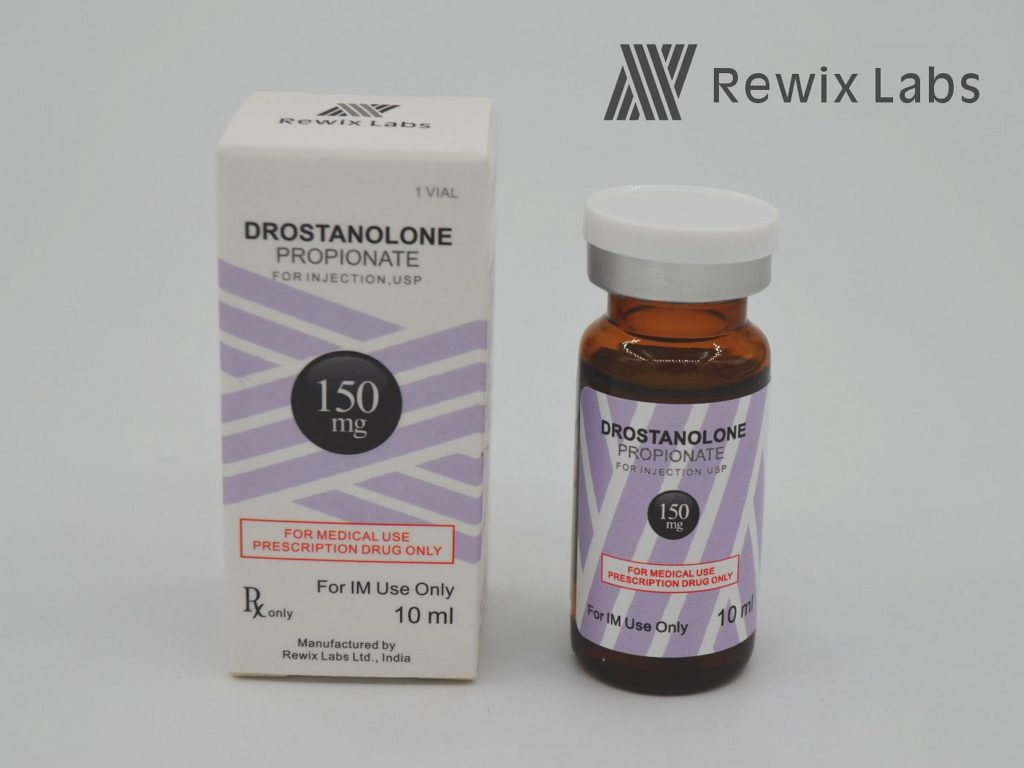 Rewix Labs
Rewix Labs
1 VIAL
DROSTANOLONE
PROPIONATE
FOR INJECTION,USP
150
mg
FOR MEDICAL USE
PRESCRIPTION DRUG ONLY
For IM Use Only
Rx only
10 ml
Manufactured by
Rewix Labs Ltd., India
DROSTANOLONE
PROPIONATE
FOR INJECTION,USP
150
mg
FOR MEDICAL USE
PRESCRIPTION DRUG ONLY
For IM Use Only 10 ml